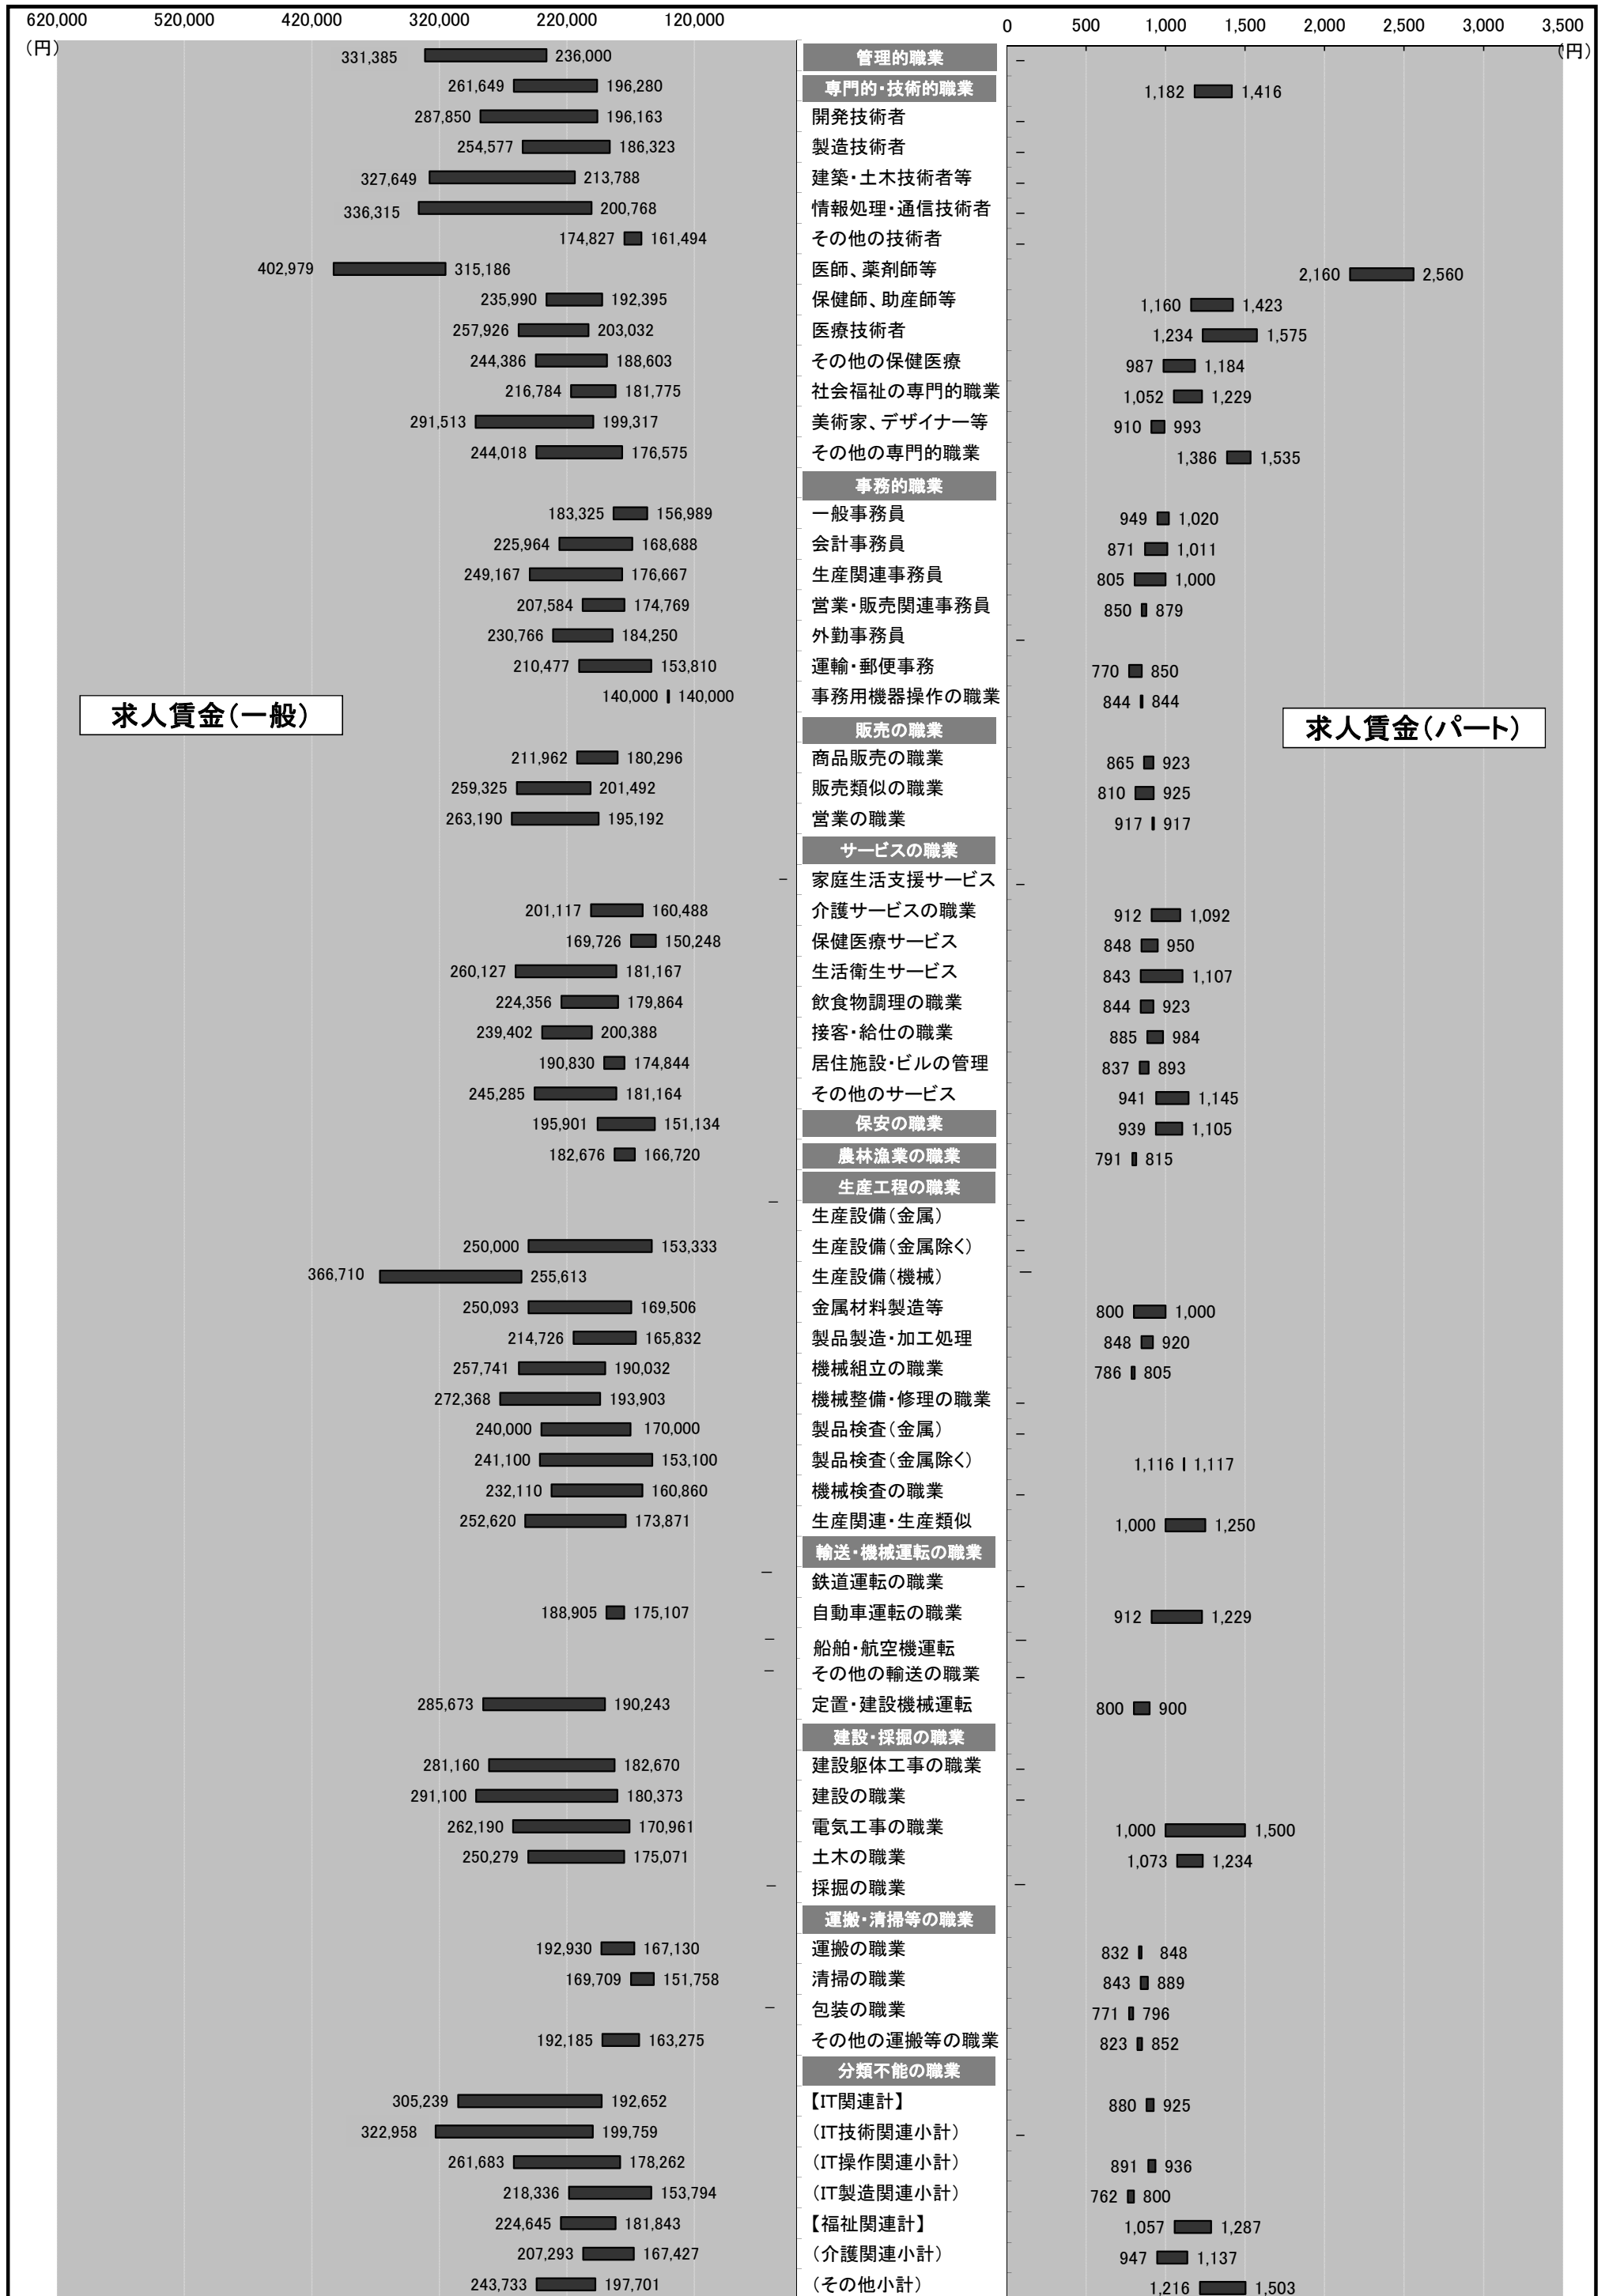 620,000 520,000 420,000 320,000 220,000 120,000 0 500 1,000 1,500 2,000 2,500 3,000 3,500
（円） （円）
331,385 236,000 管理的職業 –
261,649 196,280 専門的・技術的職業 1,182 1,416
287,850 196,163 開発技術者 –
254,577 186,323 製造技術者 –
327,649 213,788 建築・土木技術者等 –
336,315 200,768 情報処理・通信技術者 –
174,827 161,494 その他の技術者 –
402,979 315,186 医師、薬剤師等 2,160 2,560
235,990 192,395 保健師、助産師等 1,160 1,423
257,926 203,032 医療技術者 1,234 1,575
244,386 188,603 その他の保健医療 987 1,184
216,784 181,775 社会福祉の専門的職業 1,052 1,229
291,513 199,317 美術家、デザイナー等 910 993
244,018 176,575 その他の専門的職業 1,386 1,535
事務的職業
183,325 156,989 一般事務員 949 1,020
225,964 168,688 会計事務員 871 1,011
249,167 176,667 生産関連事務員 805 1,000
207,584 174,769 営業・販売関連事務員 850 879
230,766 184,250 外勤事務員 –
210,477 153,810 運輸・郵便事務 770 850
140,000 140,000 事務用機器操作の職業 844 844
求人賃金（一般） 求人賃金（パート）
販売の職業
211,962 180,296 商品販売の職業 865 923
259,325 201,492 販売類似の職業 810 925
263,190 195,192 営業の職業 917 917
サービスの職業
– 家庭生活支援サービス –
201,117 160,488 介護サービスの職業 912 1,092
169,726 150,248 保健医療サービス 848 950
260,127 181,167 生活衛生サービス 843 1,107
224,356 179,864 飲食物調理の職業 844 923
239,402 200,388 接客・給仕の職業 885 984
190,830 174,844 居住施設・ビルの管理 837 893
245,285 181,164 その他のサービス 941 1,145
195,901 151,134 保安の職業 939 1,105
182,676 166,720 農林漁業の職業 791 815
生産工程の職業
– 生産設備（金属） –
250,000 153,333 生産設備（金属除く） –
366,710 255,613 生産設備（機械） –
250,093 169,506 金属材料製造等 800 1,000
214,726 165,832 製品製造・加工処理 848 920
257,741 190,032 機械組立の職業 786 805
272,368 193,903 機械整備・修理の職業 –
240,000 170,000 製品検査（金属） –
241,100 153,100 製品検査（金属除く） 1,116 1,117
232,110 160,860 機械検査の職業 –
252,620 173,871 生産関連・生産類似 1,000 1,250
輸送・機械運転の職業
– 鉄道運転の職業 –
188,905 175,107 自動車運転の職業 912 1,229
– 船舶・航空機運転 –
– その他の輸送の職業 –
285,673 190,243 定置・建設機械運転 800 900
建設・採掘の職業
281,160 182,670 建設躯体工事の職業 –
291,100 180,373 建設の職業 –
262,190 170,961 電気工事の職業 1,000 1,500
250,279 175,071 土木の職業 1,073 1,234
– 採掘の職業 –
運搬・清掃等の職業
192,930 167,130 運搬の職業 832 848
169,709 151,758 清掃の職業 843 889
– 包装の職業 771 796
192,185 163,275 その他の運搬等の職業 823 852
分類不能の職業
305,239 192,652 【IT関連計】 880 925
322,958 199,759 （IT技術関連小計） –
261,683 178,262 （IT操作関連小計） 891 936
218,336 153,794 （IT製造関連小計） 762 800
224,645 181,843 【福祉関連計】 1,057 1,287
207,293 167,427 （介護関連小計） 947 1,137
243,733 197,701 （その他小計） 1,216 1,503